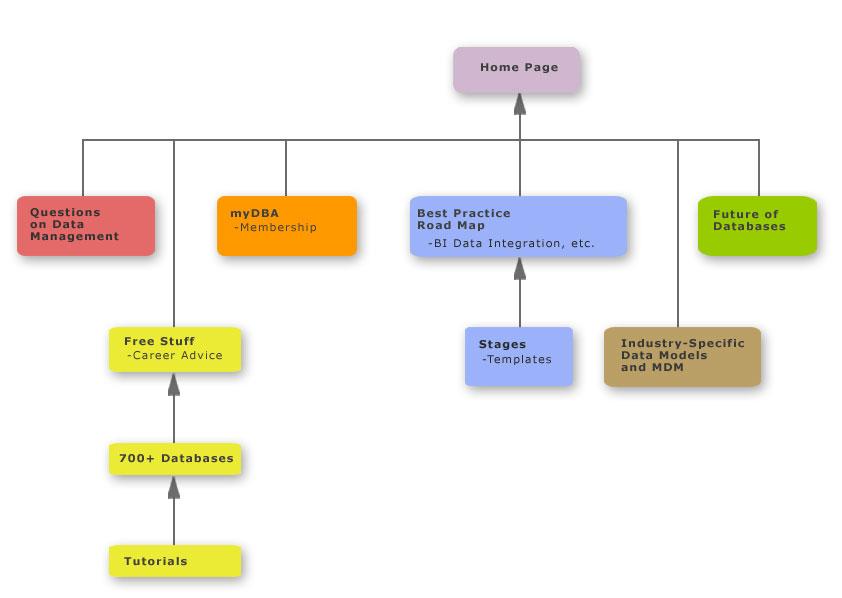 Home Page
Questions
on Data
Management
myDBA
-Membership
Best Practice
Road Map
-BI Data Integration, etc.
Future of
Databases
Free Stuff
-Career Advice
Stages
-Templates
Industry-Specific
Data Models
and MDM
700+ Databases
Tutorials